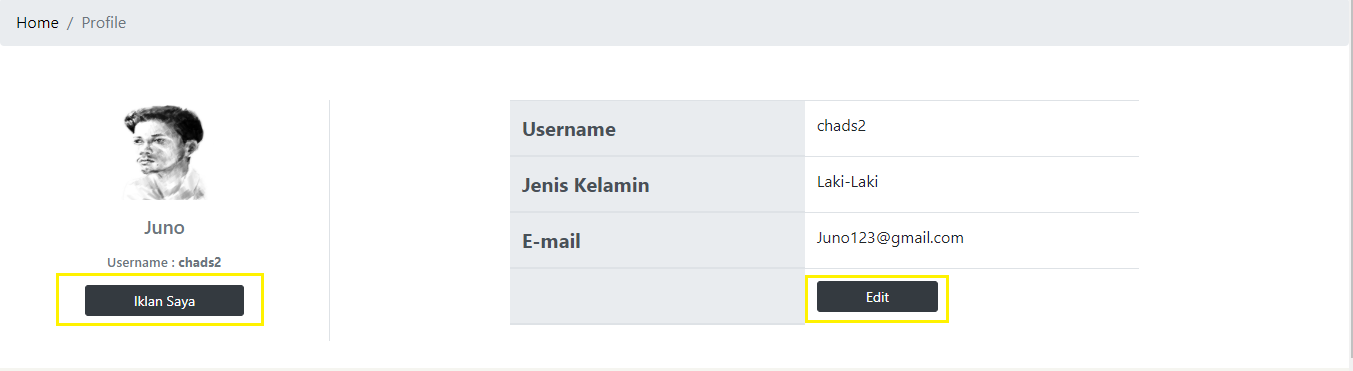 Home / Profile
Juno
Username : chads2
Iklan Saya
Username chads2
Jenis Kelamin Laki-Laki
E-mail Juno123@gmail.com
Edit